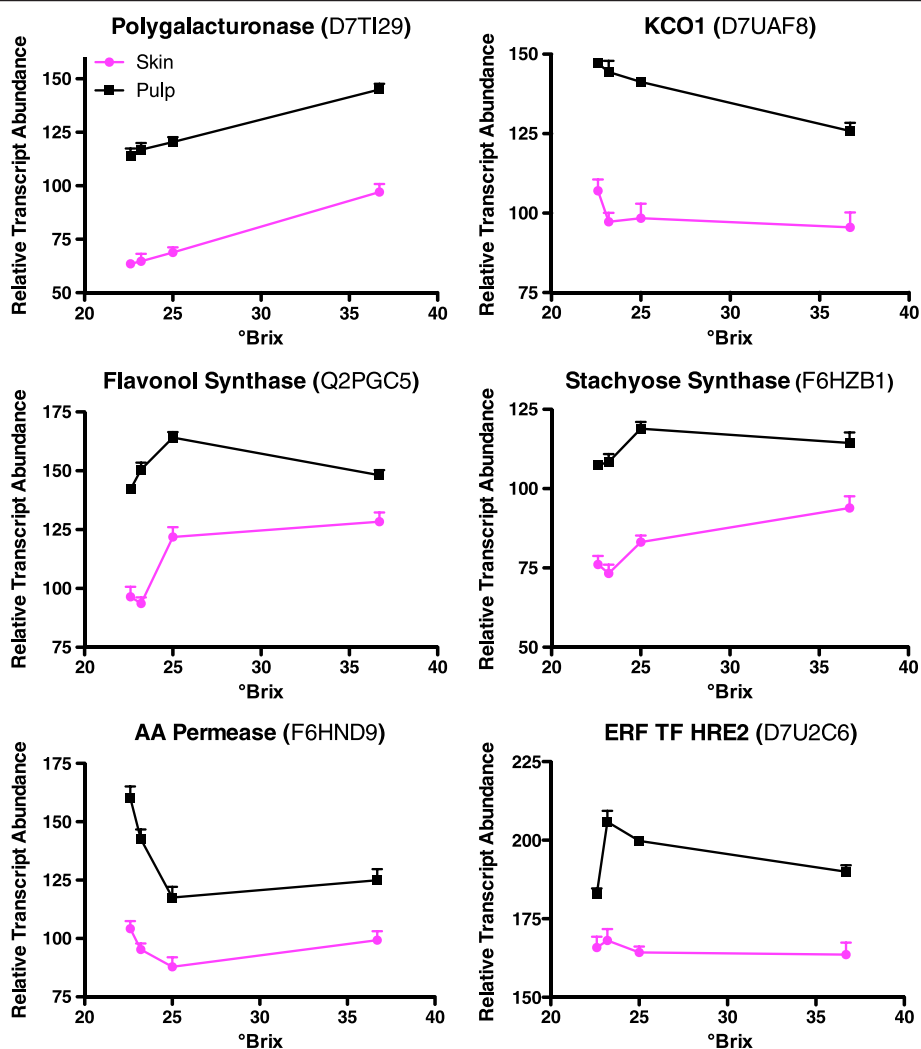 Polygalacturonase (D7TI29)
Relative Transcript Abundance
150
125
100
75
50
Skin
Pulp
20 25 30 35 40
°Brix
KCO1 (D7UAF8)
Relative Transcript Abundance
150
125
100
75
20 25 30 35 40
°Brix
Flavonol Synthase (Q2PGC5)
Relative Transcript Abundance
175
150
125
100
75
20 25 30 35 40
°Brix
Stachyose Synthase (F6HZB1)
Relative Transcript Abundance
125
100
75
50
20 25 30 35 40
°Brix
AA Permease (F6HND9)
Relative Transcript Abundance
175
150
125
100
75
20 25 30 35 40
°Brix
ERF TF HRE2 (D7U2C6)
Relative Transcript Abundance
225
200
175
150
20 25 30 35 40
°Brix